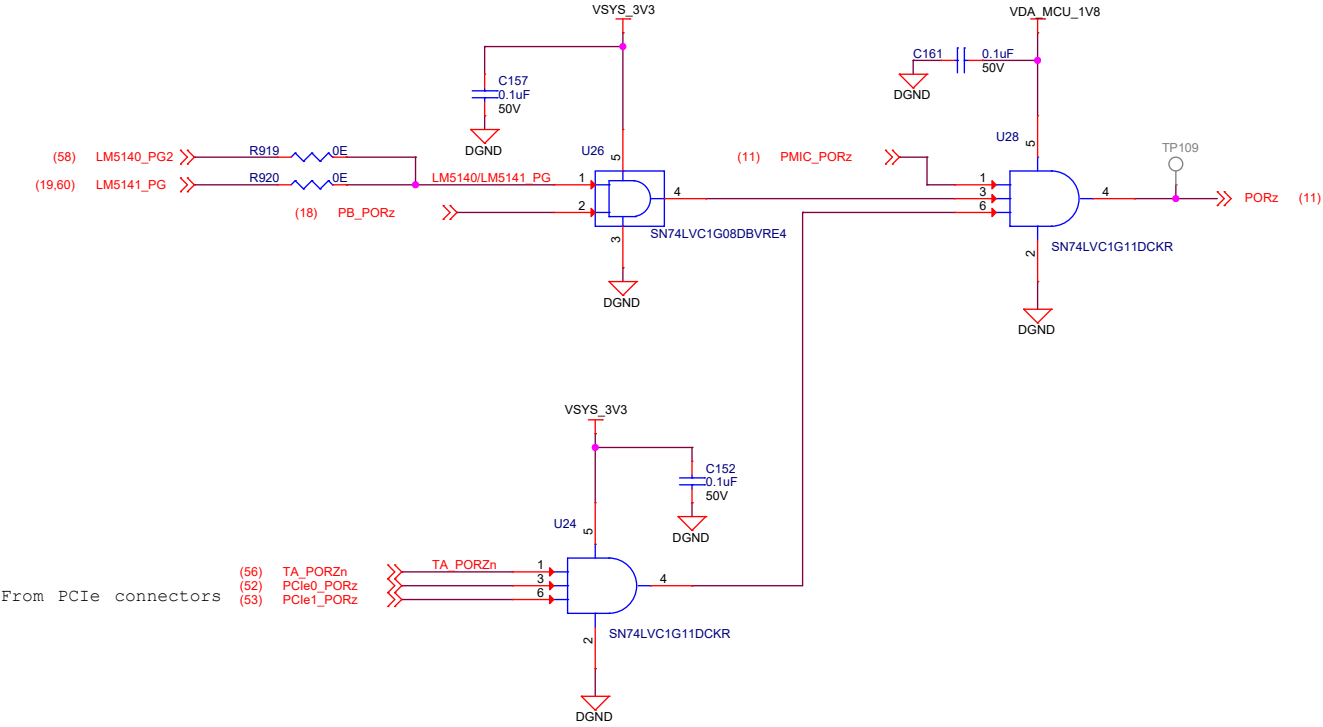 VSYS_3V3
VDA_MCU_1V8
C161
0.1uF
50V
DGND
C157
0.1uF
50V
DGND
U28
5
U26
5
(58) LM5140_PG2
R919
0E
(11) PMIC_PORz
TP109
(19,60) LM5141_PG
R920
0E
LM5140/LM5141_PG
1
4
1
3
6
4
PORz (11)
(18) PB_PORz
2
SN74LVC1G08DBVRE4
3
SN74LVC1G11DCKR
2
DGND
DGND
VSYS_3V3
C152
0.1uF
50V
DGND
U24
5
(56) TA_PORZn
TA_PORZn
1
(52) PCIe0_PORz
3
4
From PCIe connectors
(53) PCIe1_PORz
6
SN74LVC1G11DCKR
2
DGND